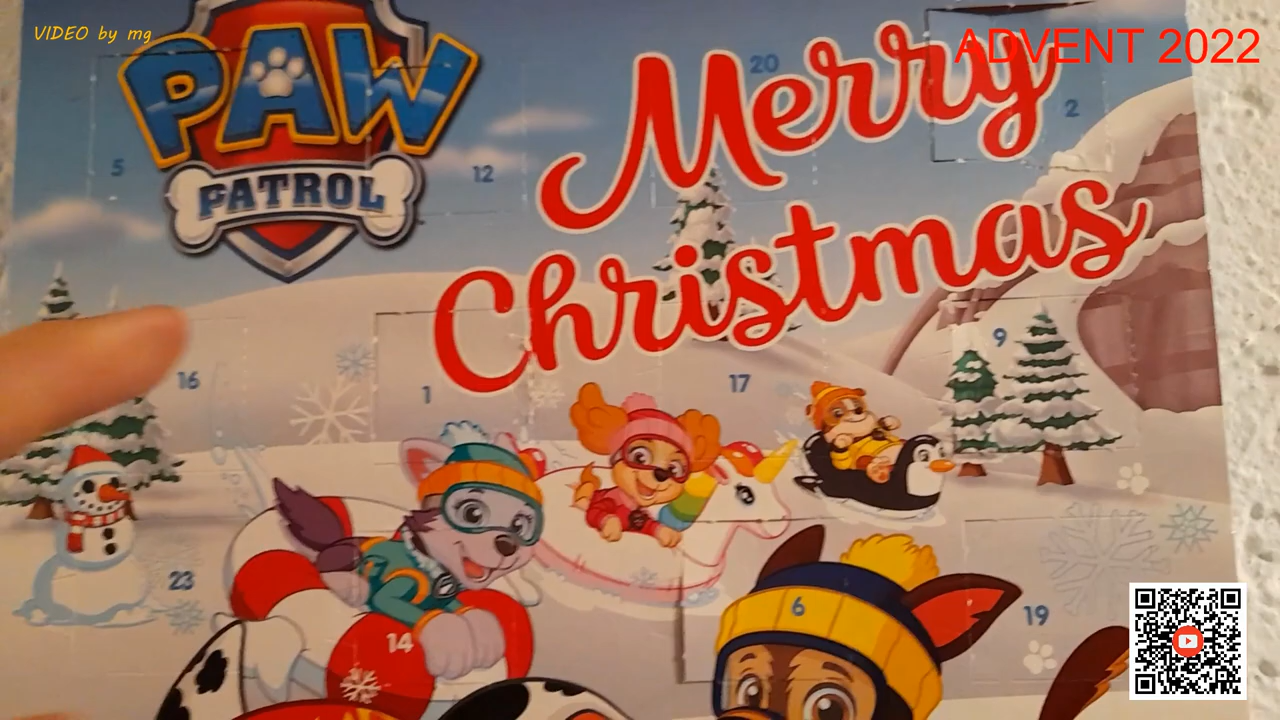 VIDEO by mg
ADVENT 2022
PAW
PATROL
Merry
Christmas
20
2
5
12
16
1
17
9
23
14
6
19